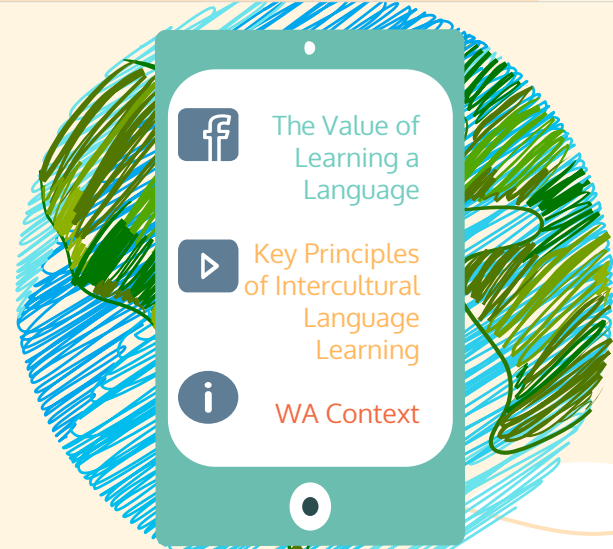 The Value of
Learning a
Language
Key Principles
of Intercultural
Language
Learning
WA Context